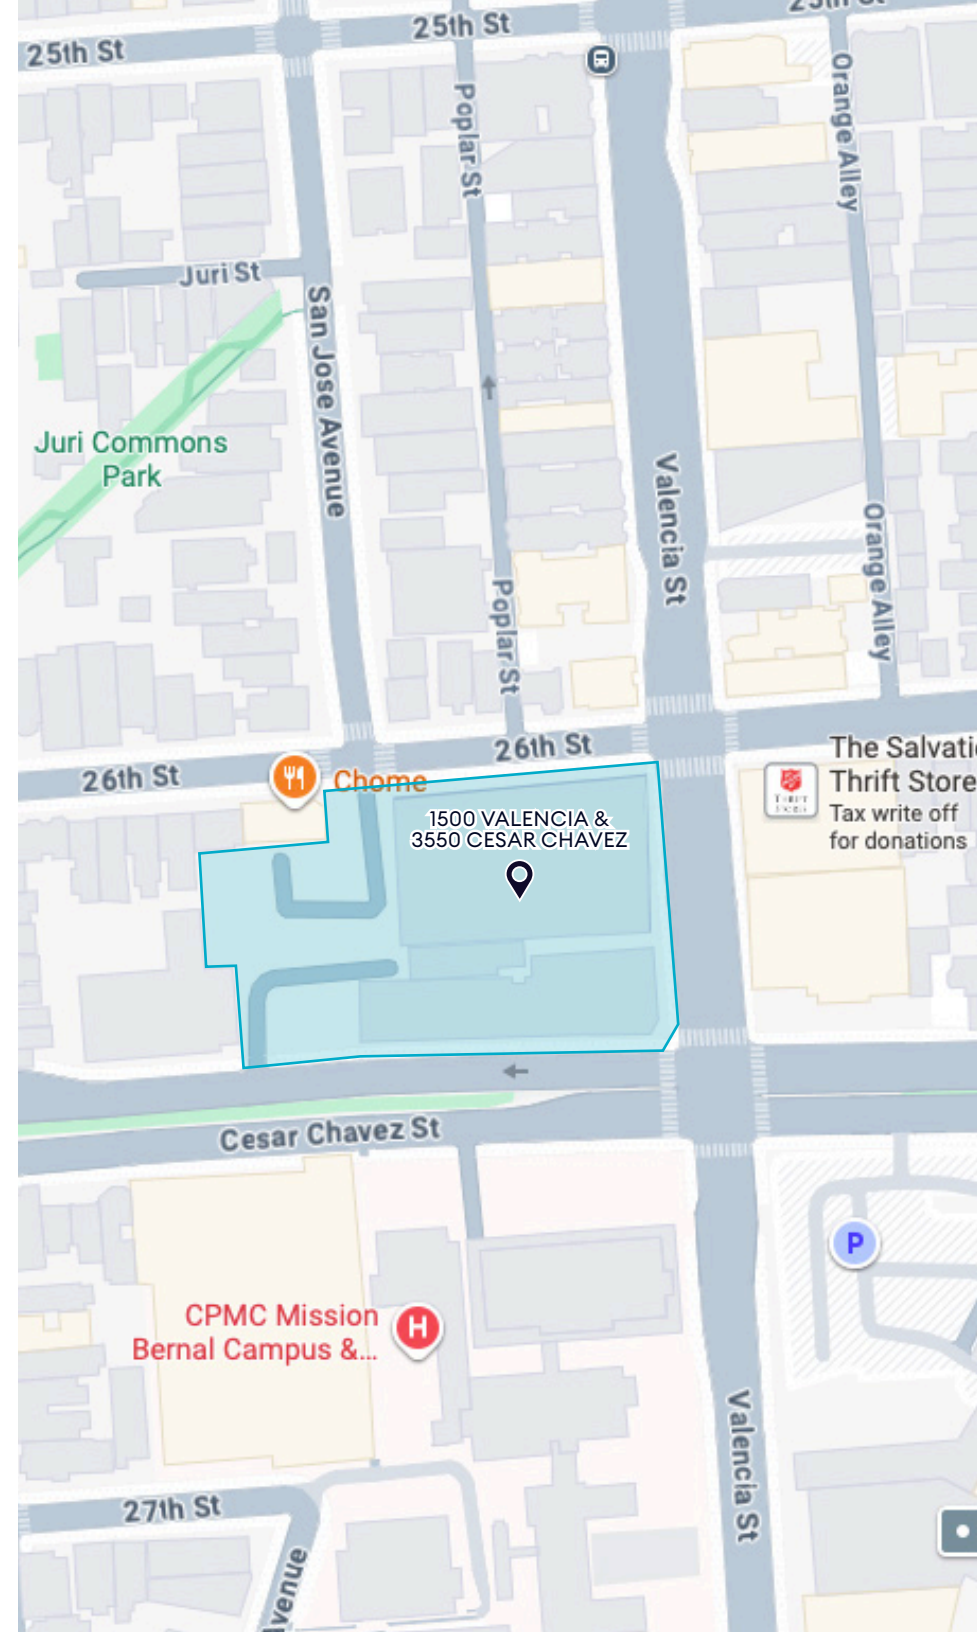 25th St
25th St
25th St
Poplar St
Orange Alley
Juri St
San Jose Avenue
Juri Commons
Park
Valencia St
Orange Alley
Poplar St
26th St
26th St
Chome
The Salvati
Thrift Store
Tax write off
for donations
1500 VALENCIA &
3550 CESAR CHAVEZ
Cesar Chavez St
P
CPMC Mission
Bernal Campus &...
H
Valencia St
27th St
venue